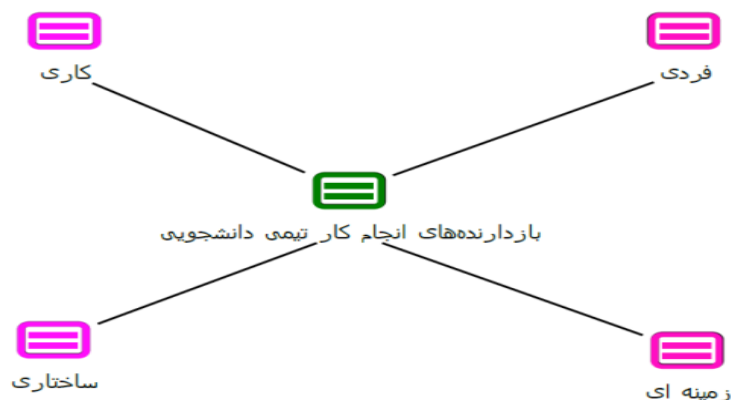 فردی
کاری
بازدارنده‌های انجام کار تیمی دانشجویی
زمینه ای
ساختاری